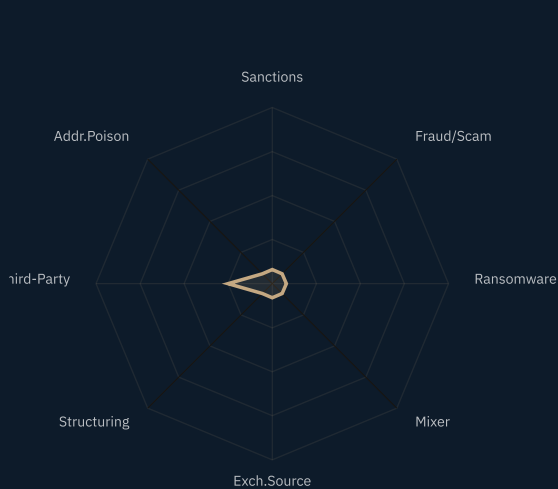 Sanctions
Addr.Poison
Fraud/Scam
hird-Party
Ransomware
Structuring
Mixer
Exch.Source